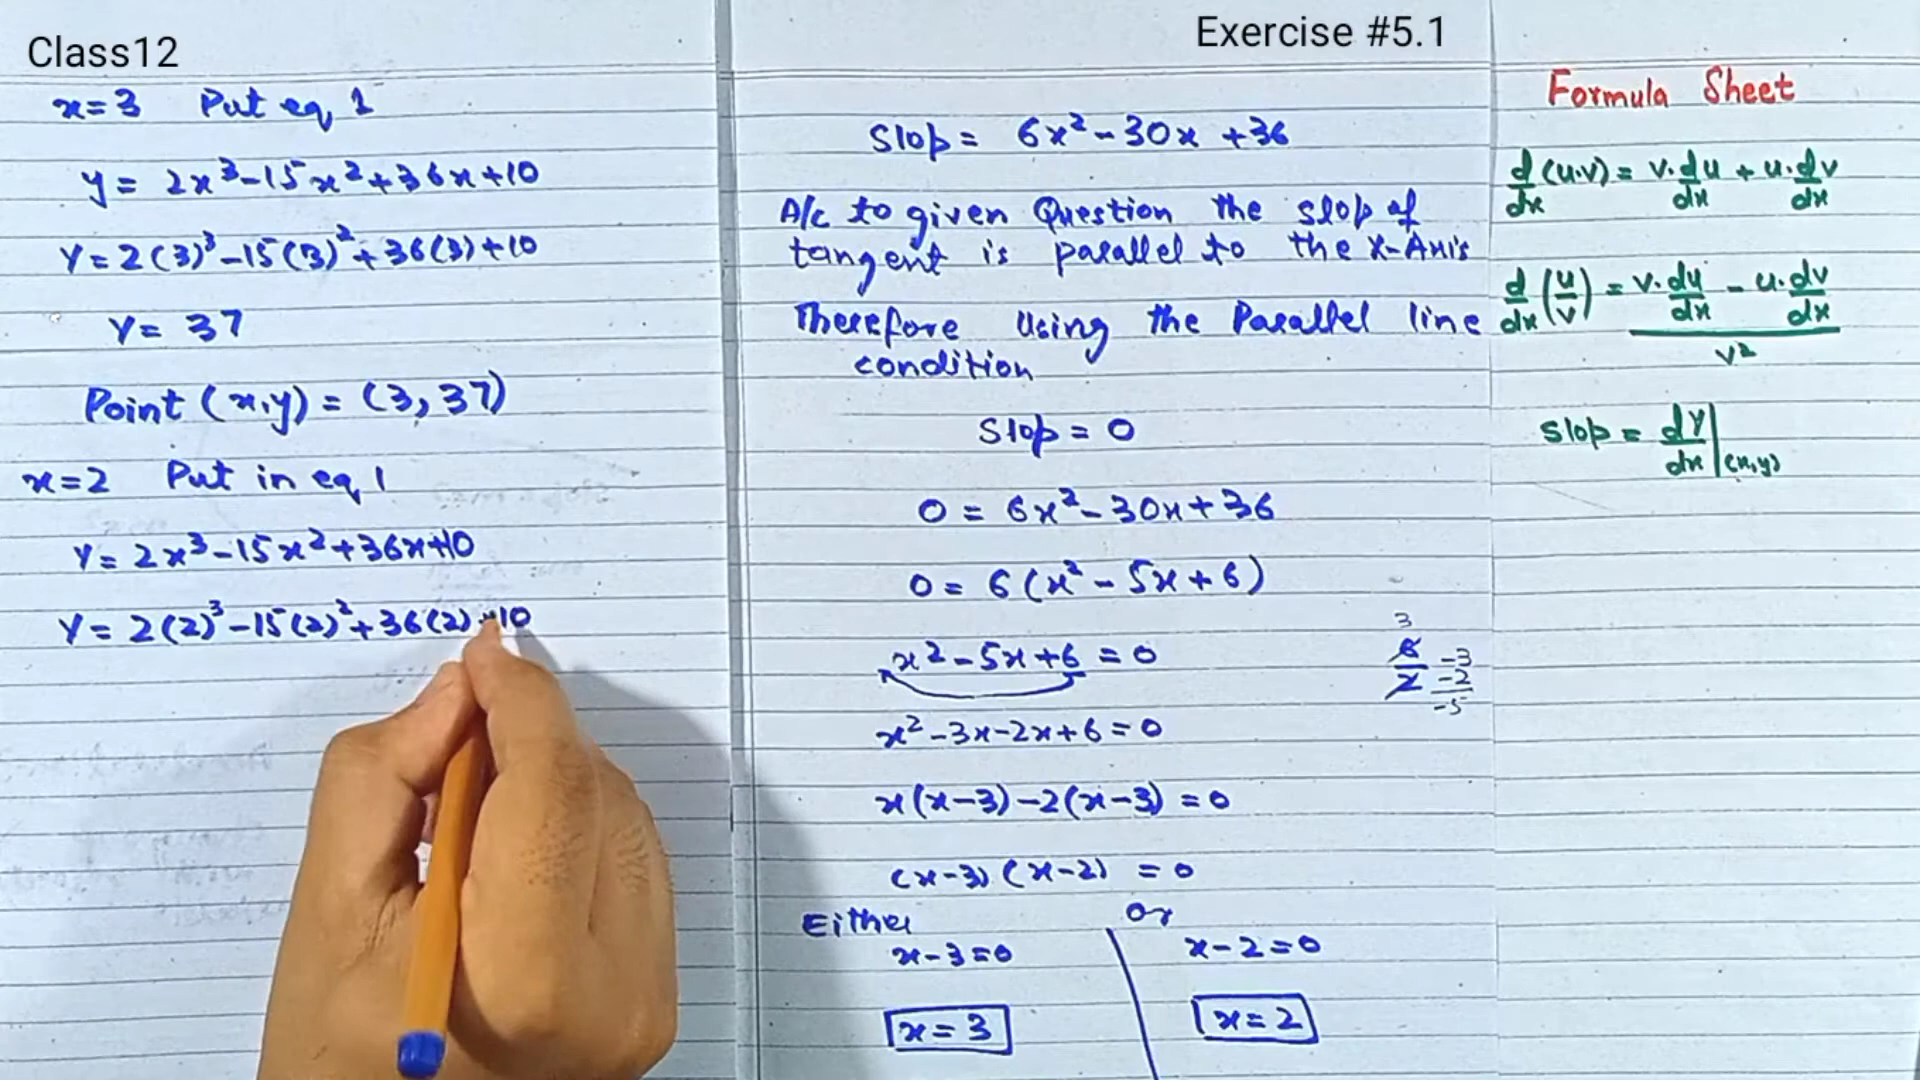 Class12
x=3 Put eq 1
y = 2x³-15x²+36x+10
Y = 2(3)³-15(3)²+36(3)+10
Y = 37
Point (x,y) = (3, 37)
x=2 Put in eq 1
Y = 2x³-15x²+36x+10
Y = 2(2)³-15(2)²+36(2)+10
Exercise #5.1
Slop = 6x²-30x+36
A/c to given Question the slop of
tangent is parallel to the X-Axis
Therefore Using the Parallel line
condition
Slop = 0
0 = 6x²-30x+36
0 = 6(x²-5x+6)
x²-5x+6 = 0
x²-3x-2x+6 = 0
x(x-3)-2(x-3) = 0
(x-3)(x-2) = 0
Either Or
x-3=0 x-2=0
x=3 x=2
3
6 -3
2 -2
-5
Formula Sheet
d/dx (u.v) = v.du/dx + u.dv/dx
d/dx (u/v) = v.du/dx - u.dv/dx
v²
Slop = dy/dx|(x,y)